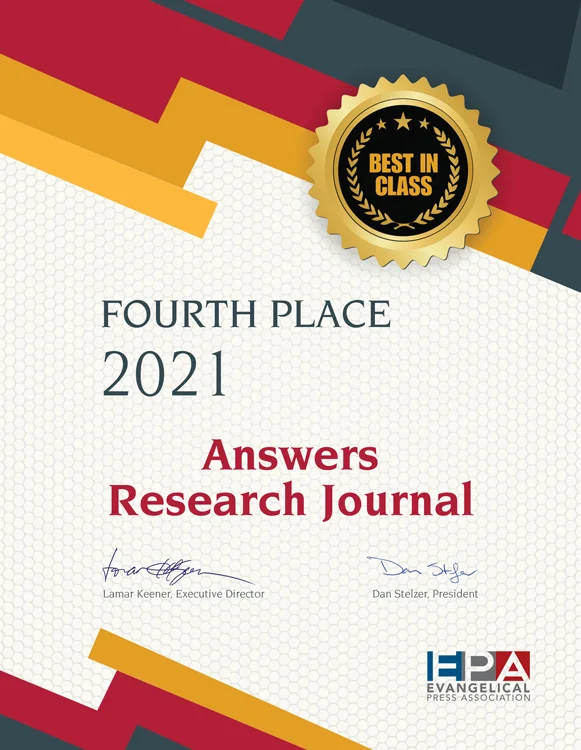 BEST IN
CLASS
FOURTH PLACE
2021
Answers
Research Journal
Lamar Keener, Executive Director
Dan Stelzer, President
EPA
EVANGELICAL
PRESS ASSOCIATION